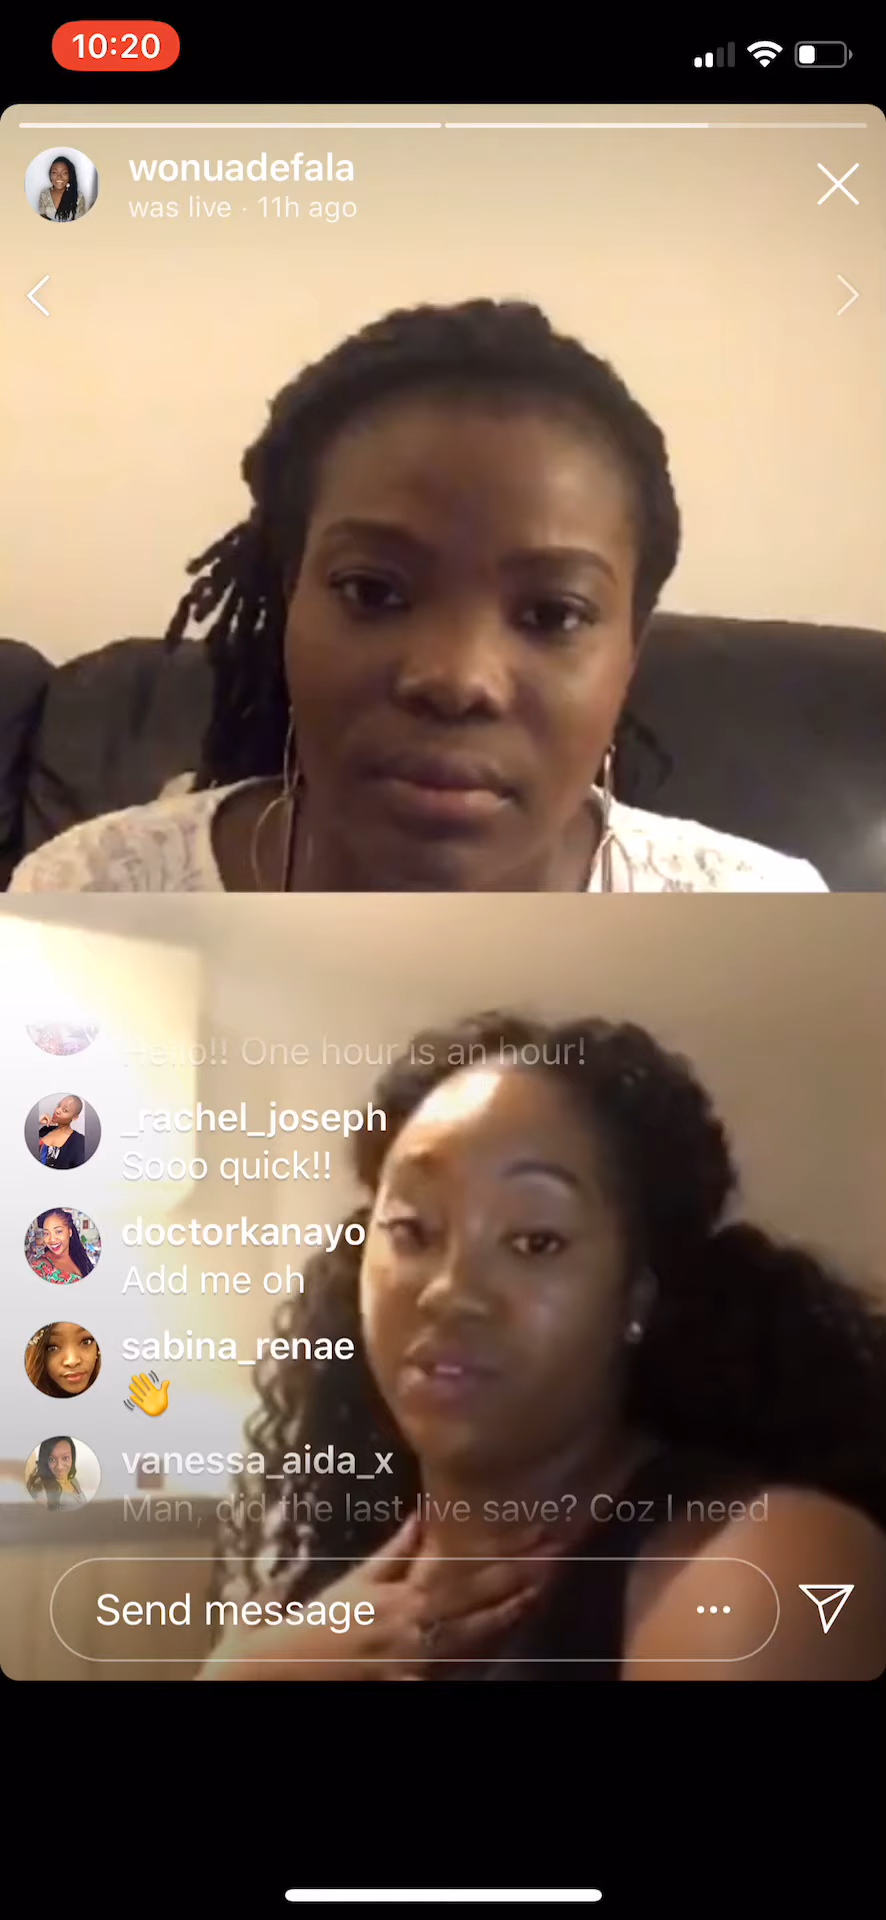 10:20
wonuadefala
was live · 11h ago
Hello!! One hour is an hour!
_rachel_joseph
Sooo quick!!
doctorkanayo
Add me oh
sabina_renae
👋
vanessa_aida_x
Man, did the last live save? Coz I need
Send message